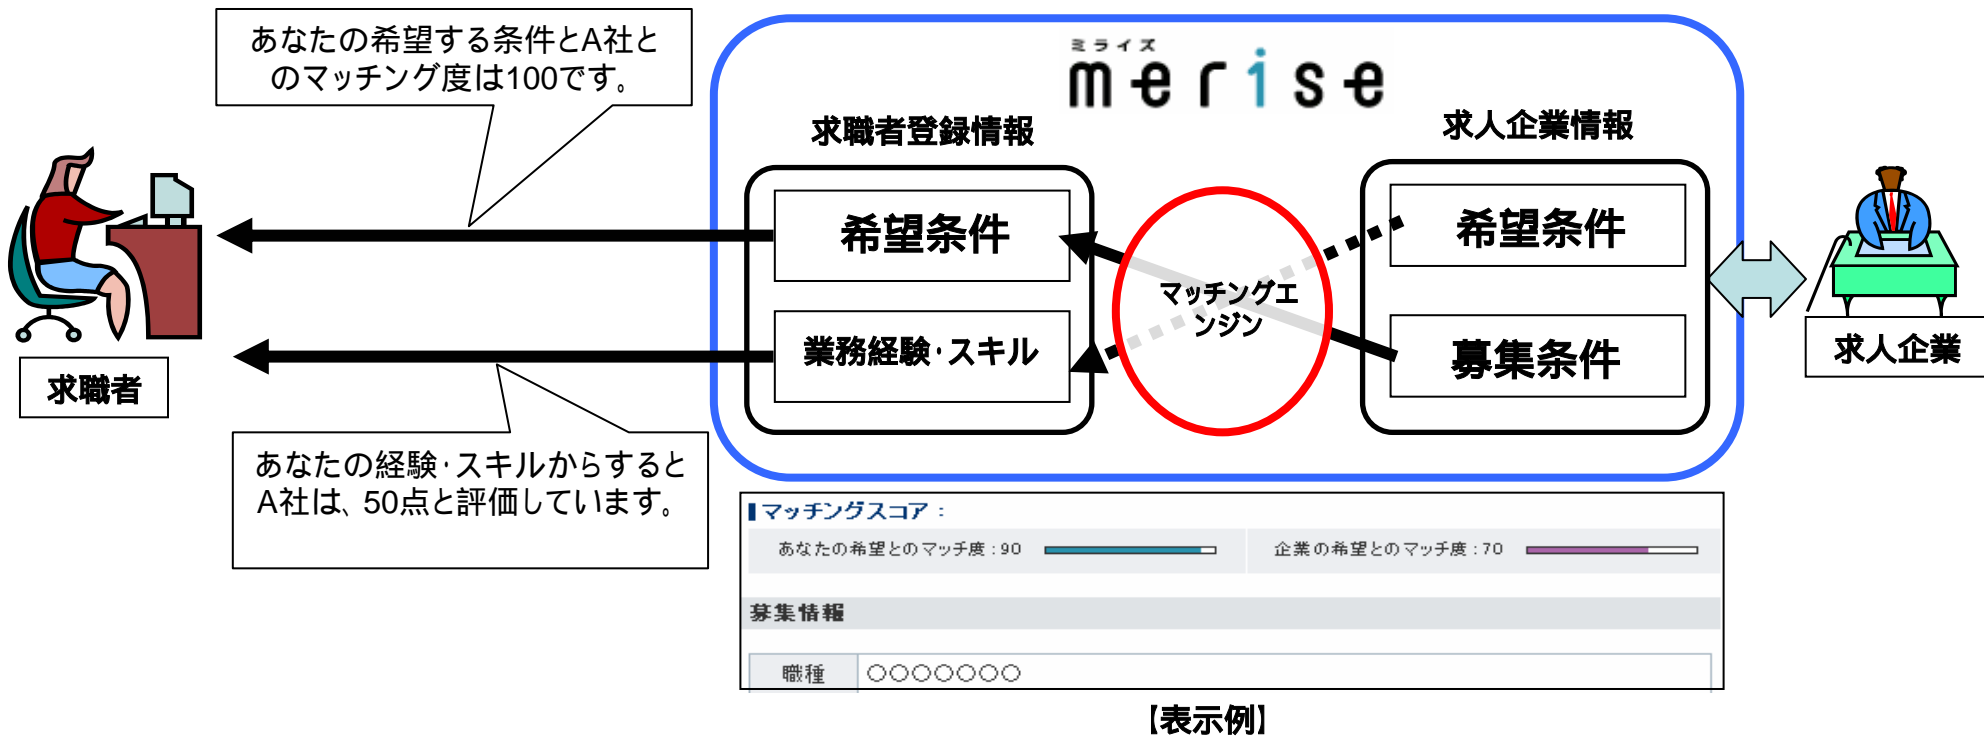 あなたの希望する条件とA社と
のマッチング度は100です。
ミライズ
merise
求職者登録情報
求人企業情報
希望条件
業務経験・スキル
マッチングエ
ンジン
希望条件
募集条件
求職者
求人企業
あなたの経験・スキルからすると
A社は、50点と評価しています。
マッチングスコア：
あなたの希望とのマッチ度：90
企業の希望とのマッチ度：70
募集情報
職種
○○○○○○○
【表示例】